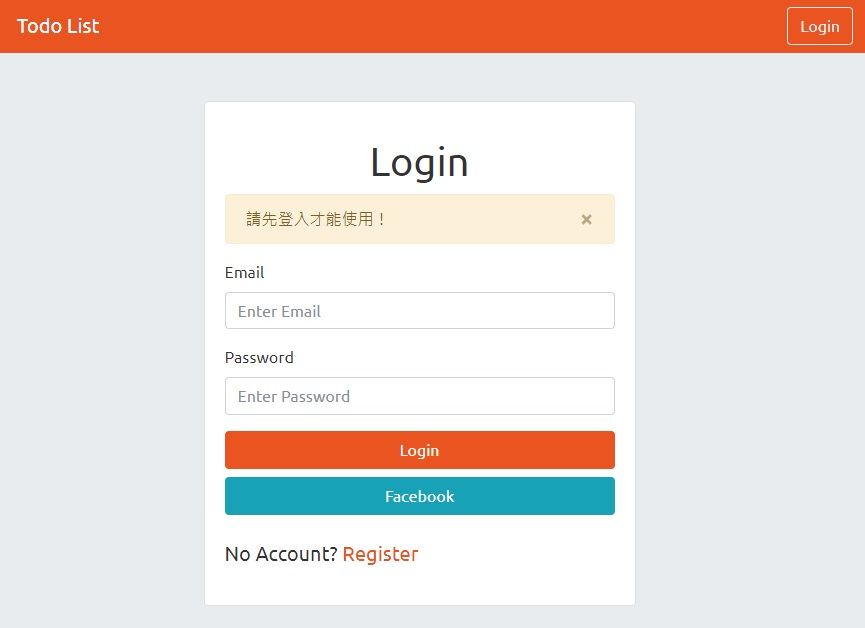 Todo List
Login
Login
請先登入才能使用！
×
Email
Enter Email
Password
Enter Password
Login
Facebook
No Account? Register